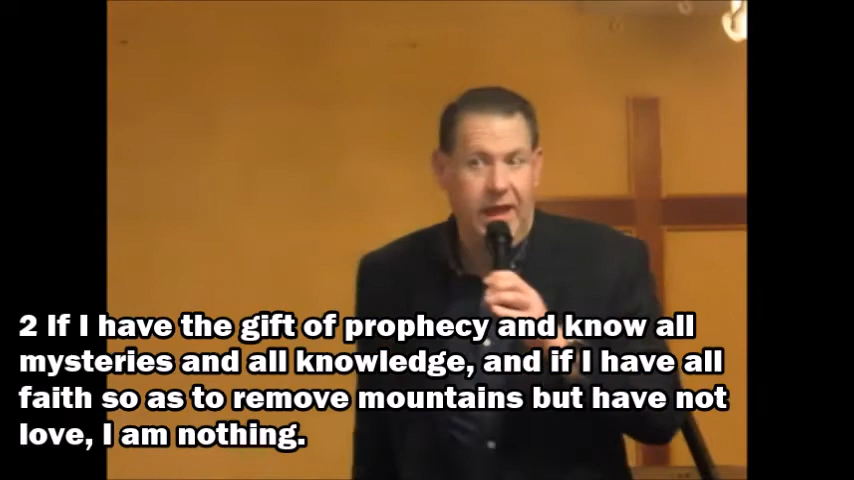 2 If I have the gift of prophecy and know all
mysteries and all knowledge, and if I have all
faith so as to remove mountains but have not
love, I am nothing.